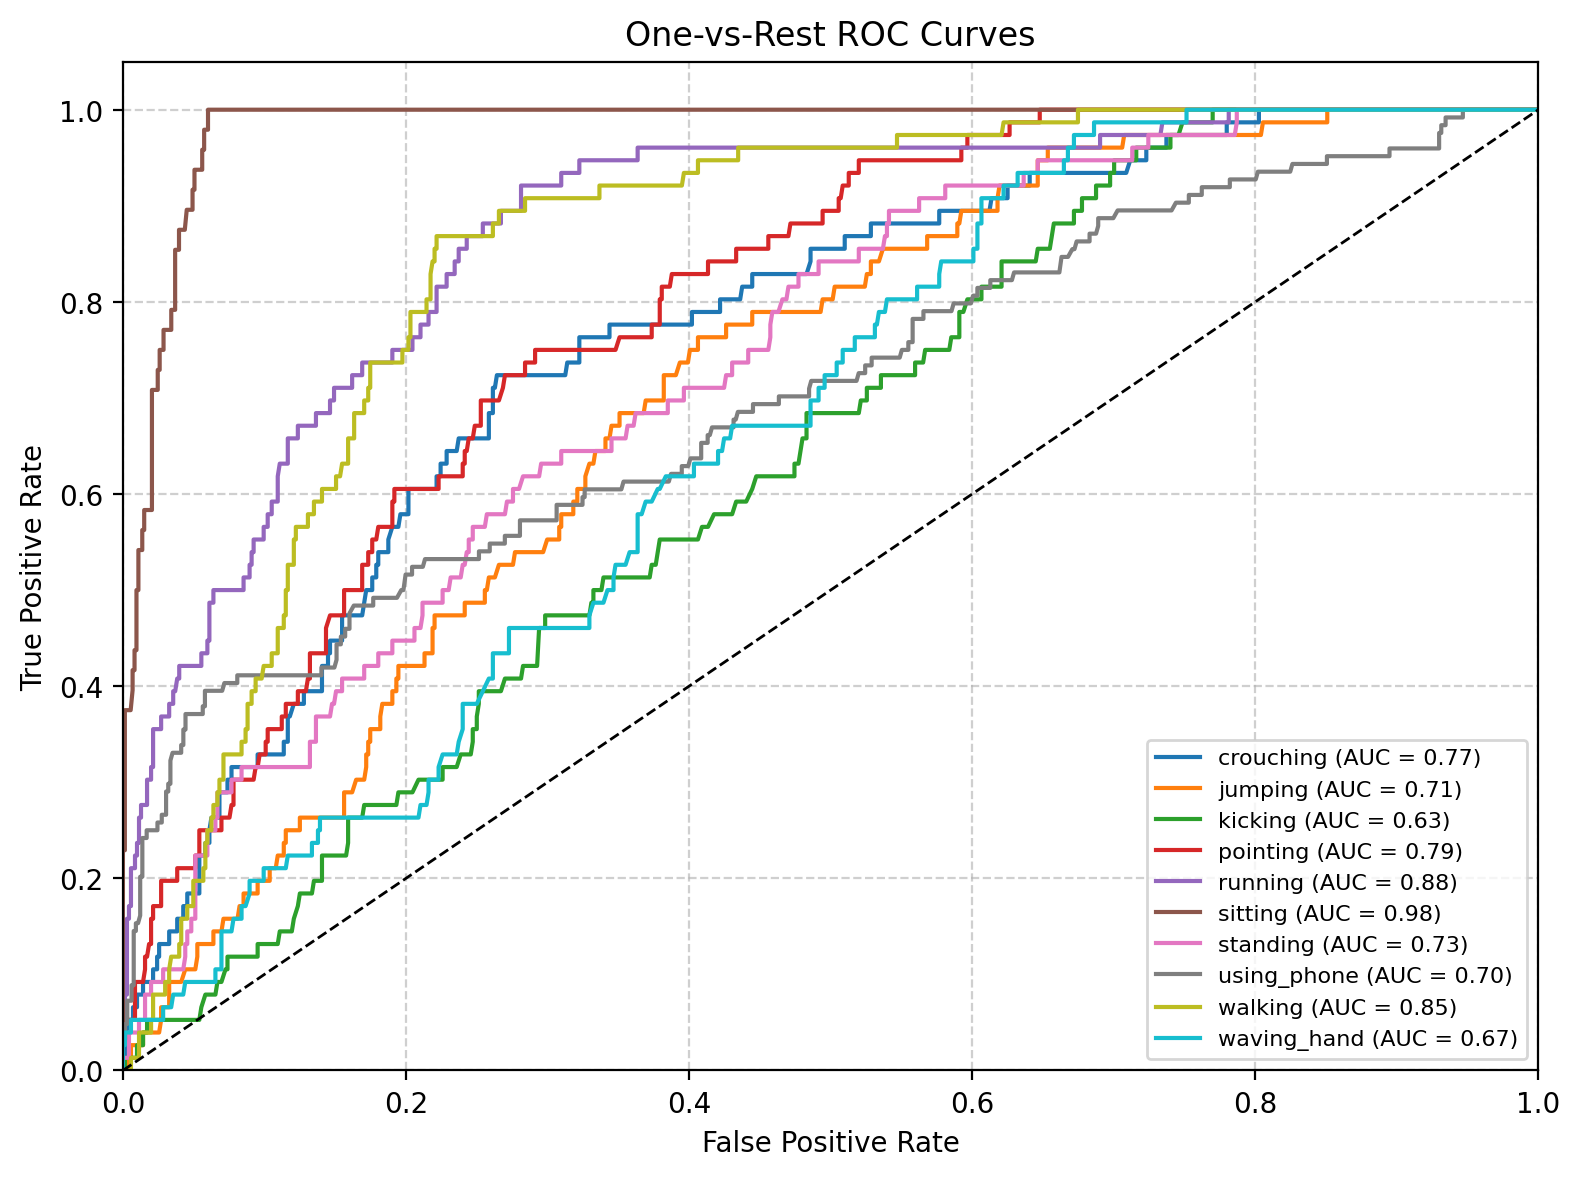 One-vs-Rest ROC Curves
True Positive Rate
1.0
0.8
0.6
0.4
0.2
0.0
crouching (AUC = 0.77)
jumping (AUC = 0.71)
kicking (AUC = 0.63)
pointing (AUC = 0.79)
running (AUC = 0.88)
sitting (AUC = 0.98)
standing (AUC = 0.73)
using_phone (AUC = 0.70)
walking (AUC = 0.85)
waving_hand (AUC = 0.67)
0.0 0.2 0.4 0.6 0.8 1.0
False Positive Rate